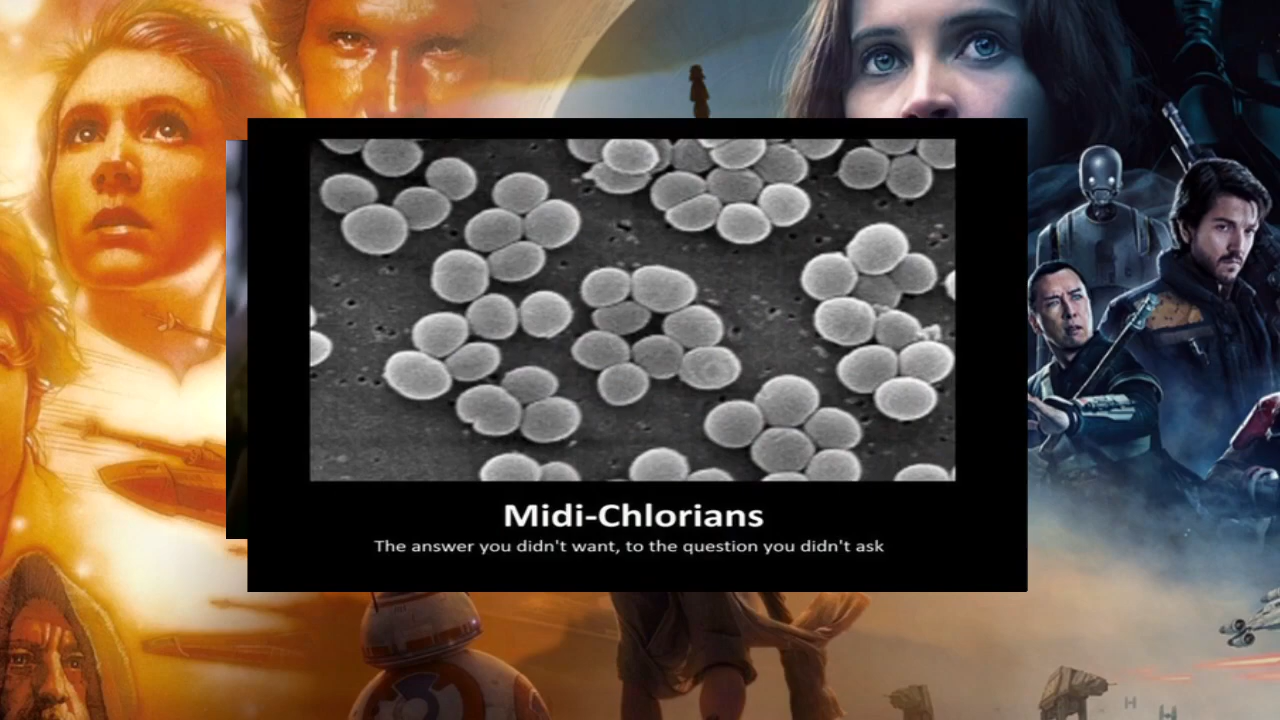 Midi-Chlorians
The answer you didn't want, to the question you didn't ask